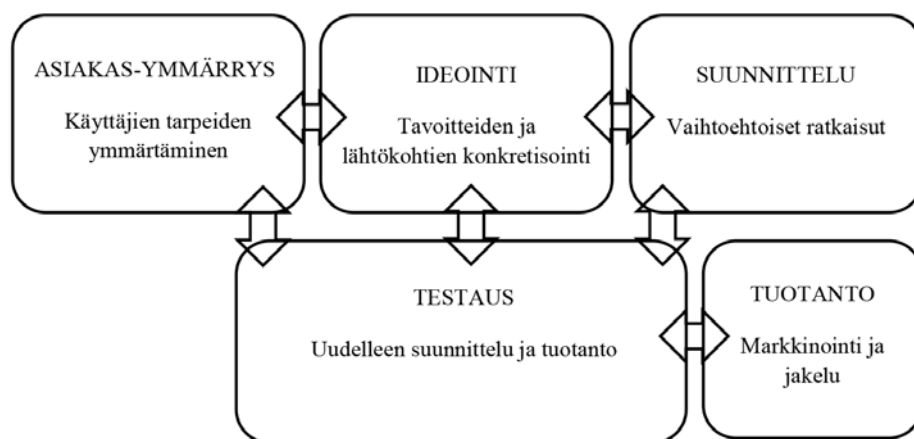 ASIAKAS-YMMÄRRYS
Käyttäjien tarpeiden
ymmärtäminen
IDEOINTI
Tavoitteiden ja
lähtökohtien konkretisointi
SUUNNITTELU
Vaihtoehtoiset ratkaisut
TESTAUS
Uudelleen suunnittelu ja tuotanto
TUOTANTO
Markkinointi ja
jakelu